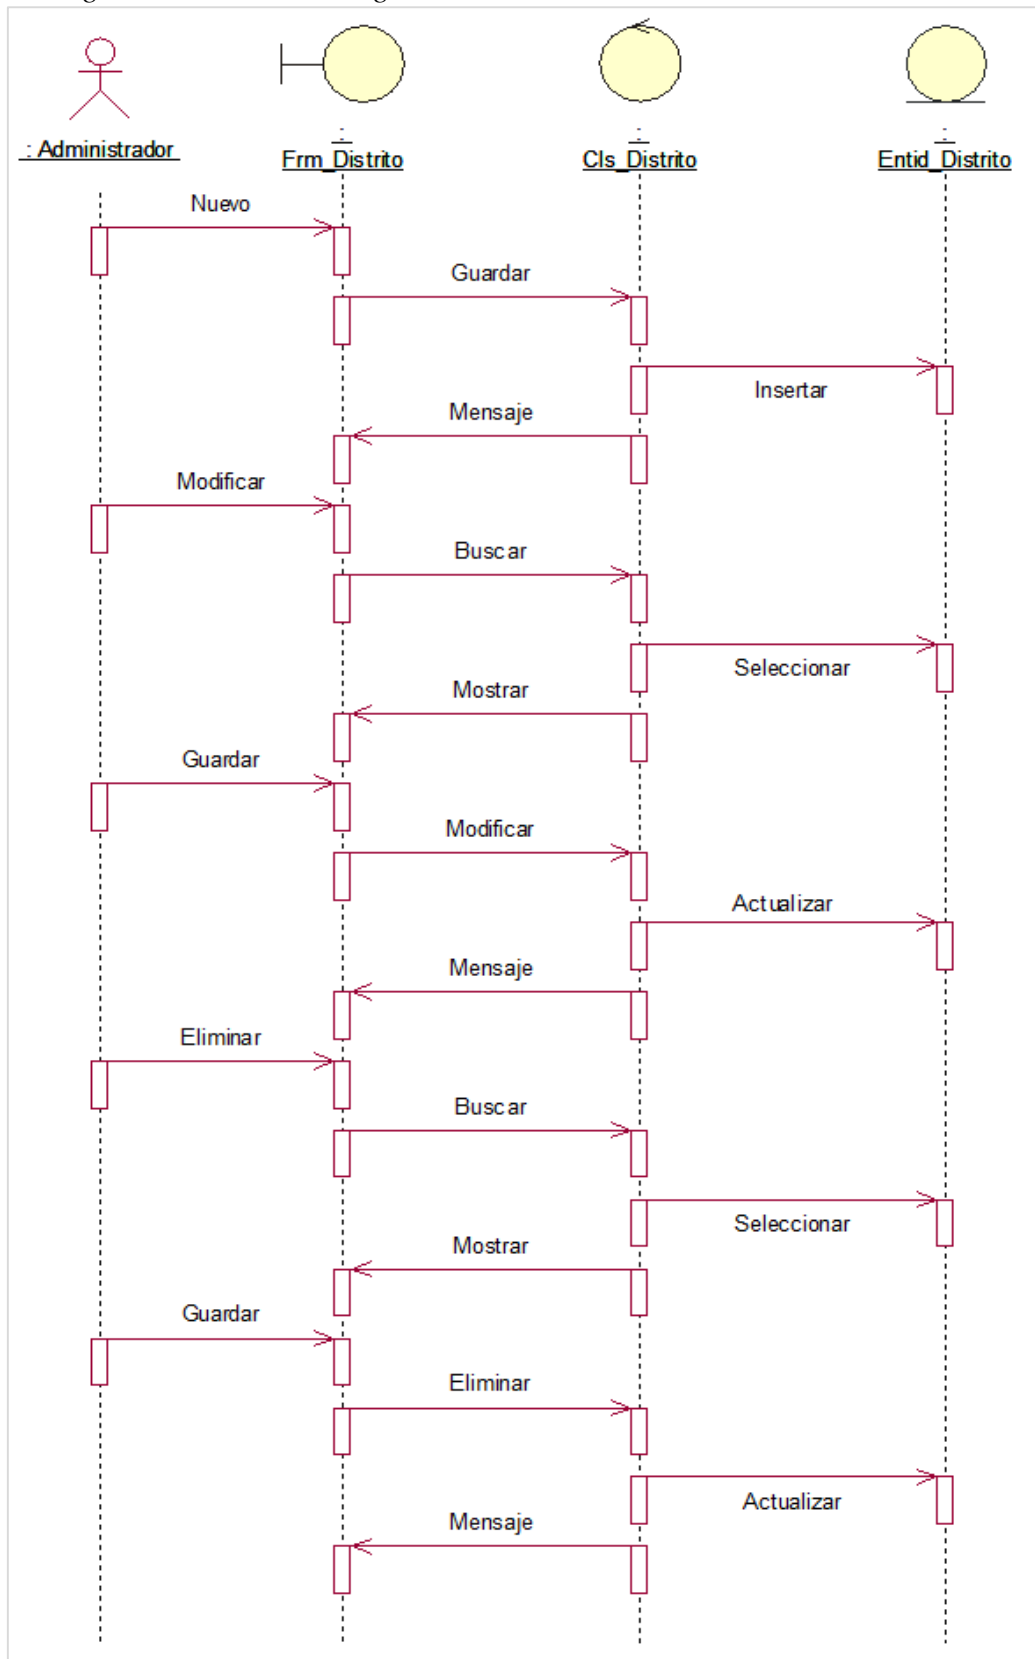 : Administrador
:
Frm_Distrito
:
Cls_Distrito
:
Entid_Distrito
Nuevo
Guardar
Insertar
Mensaje
Modificar
Buscar
Seleccionar
Mostrar
Guardar
Modificar
Actualizar
Mensaje
Eliminar
Buscar
Seleccionar
Mostrar
Guardar
Eliminar
Actualizar
Mensaje